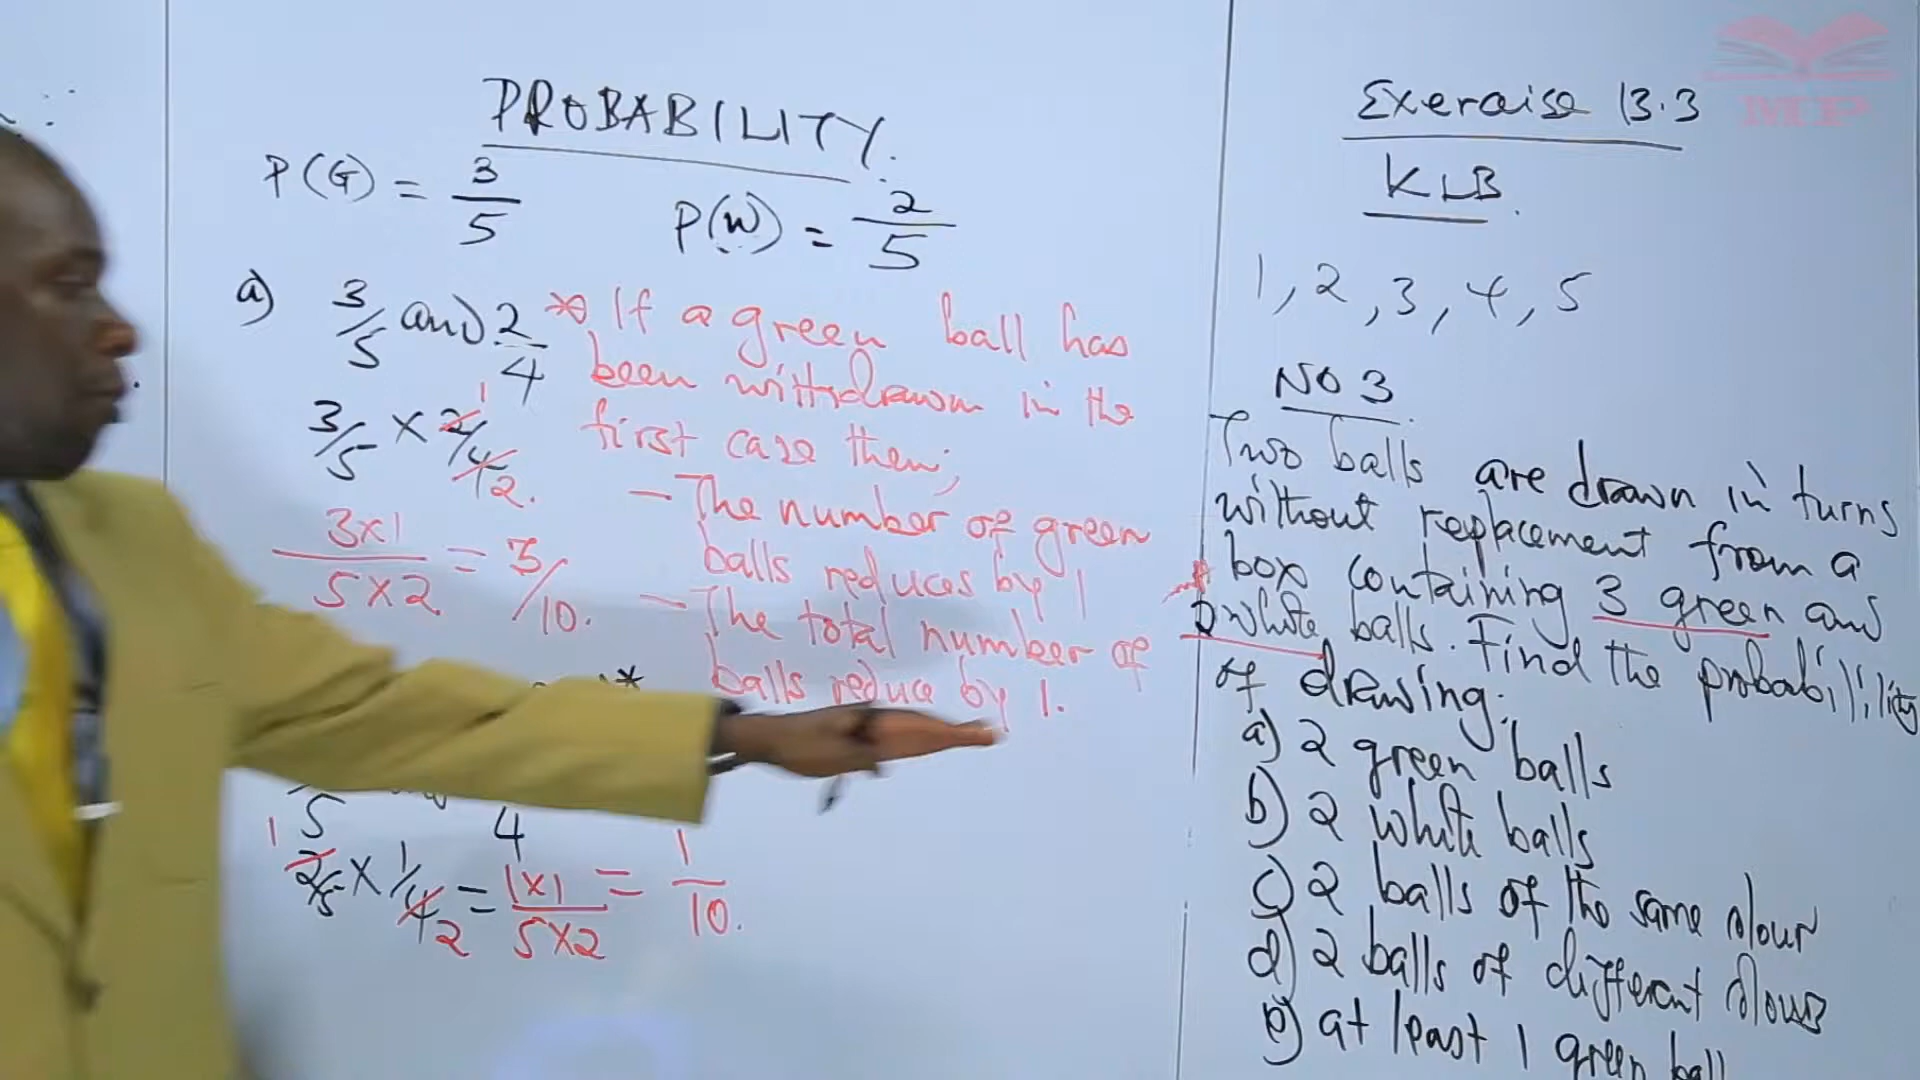 PROBABILITY.
P(G) = 3/5 P(W) = 2/5
a) 3/5 and 2/4
3/5 × 2/4 1 2.
3×1/5×2 = 3/10.
* If a green ball has
been withdrawn in the
first case then;
- The number of green
balls reduces by 1
- The total number of
balls reduce by 1.
*
5 4
1 2/5 × 1/4 2 = 1×1/5×2 = 1/10.
Exercise 13.3
KLB.
1, 2, 3, 4, 5
NO 3
Two balls are drawn in turns
without replacement from a
box containing 3 green and
2 white balls. Find the probability
of drawing:
a) 2 green balls
b) 2 white balls
c) 2 balls of the same colour
d) 2 balls of different colours
e) at least 1 green ball
MTP